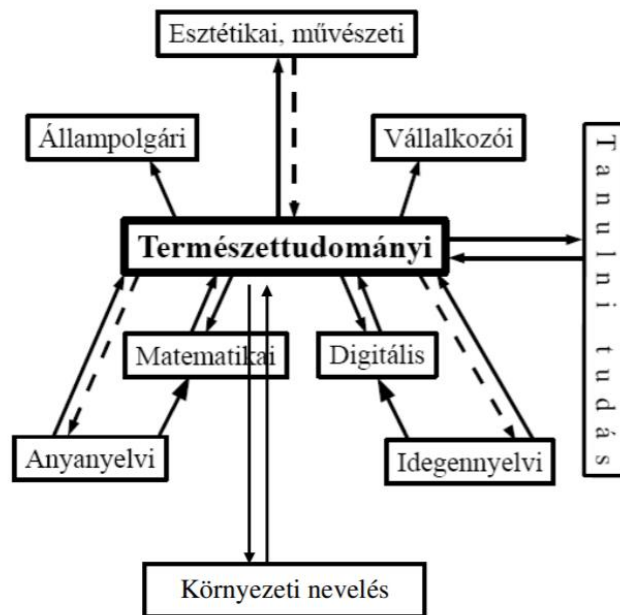 Esztétikai, művészeti
Állampolgári
Vállalkozói
Természettudományi
Tanulni tudás
Matematikai
Digitális
Anyanyelvi
Idegennyelvi
Környezeti nevelés